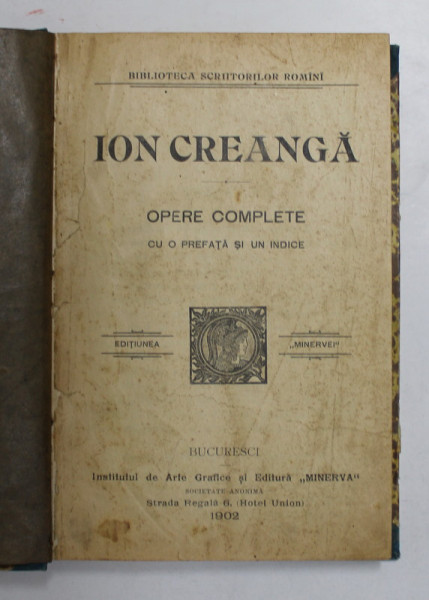 BIBLIOTECA SCRIITORILOR ROMÎNI
ION CREANGĂ
OPERE COMPLETE
CU O PREFAȚĂ ȘI UN INDICE
EDIȚIUNEA
„MINERVEI"
BUCURESCI
Institutul de Arte Grafice și Editură „MINERVA"
SOCIETATE ANONIMĂ
Strada Regală 6, (Hotel Union)
1902